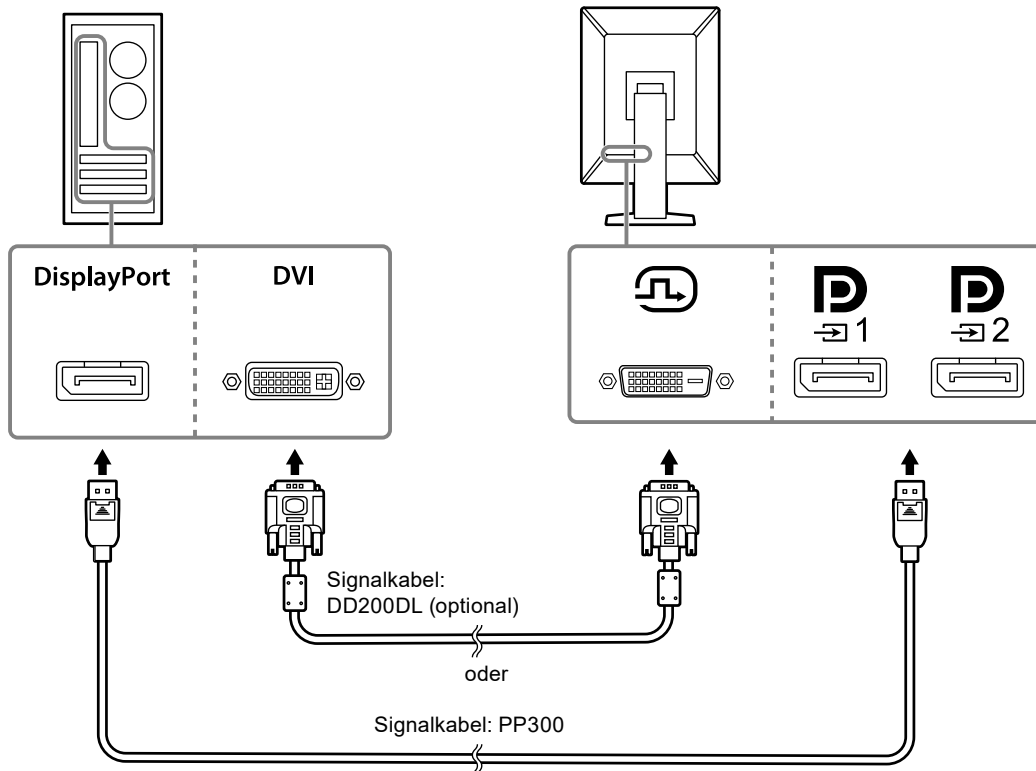 DisplayPort
DVI
1
2
Signalkabel:
DD200DL (optional)
oder
Signalkabel: PP300